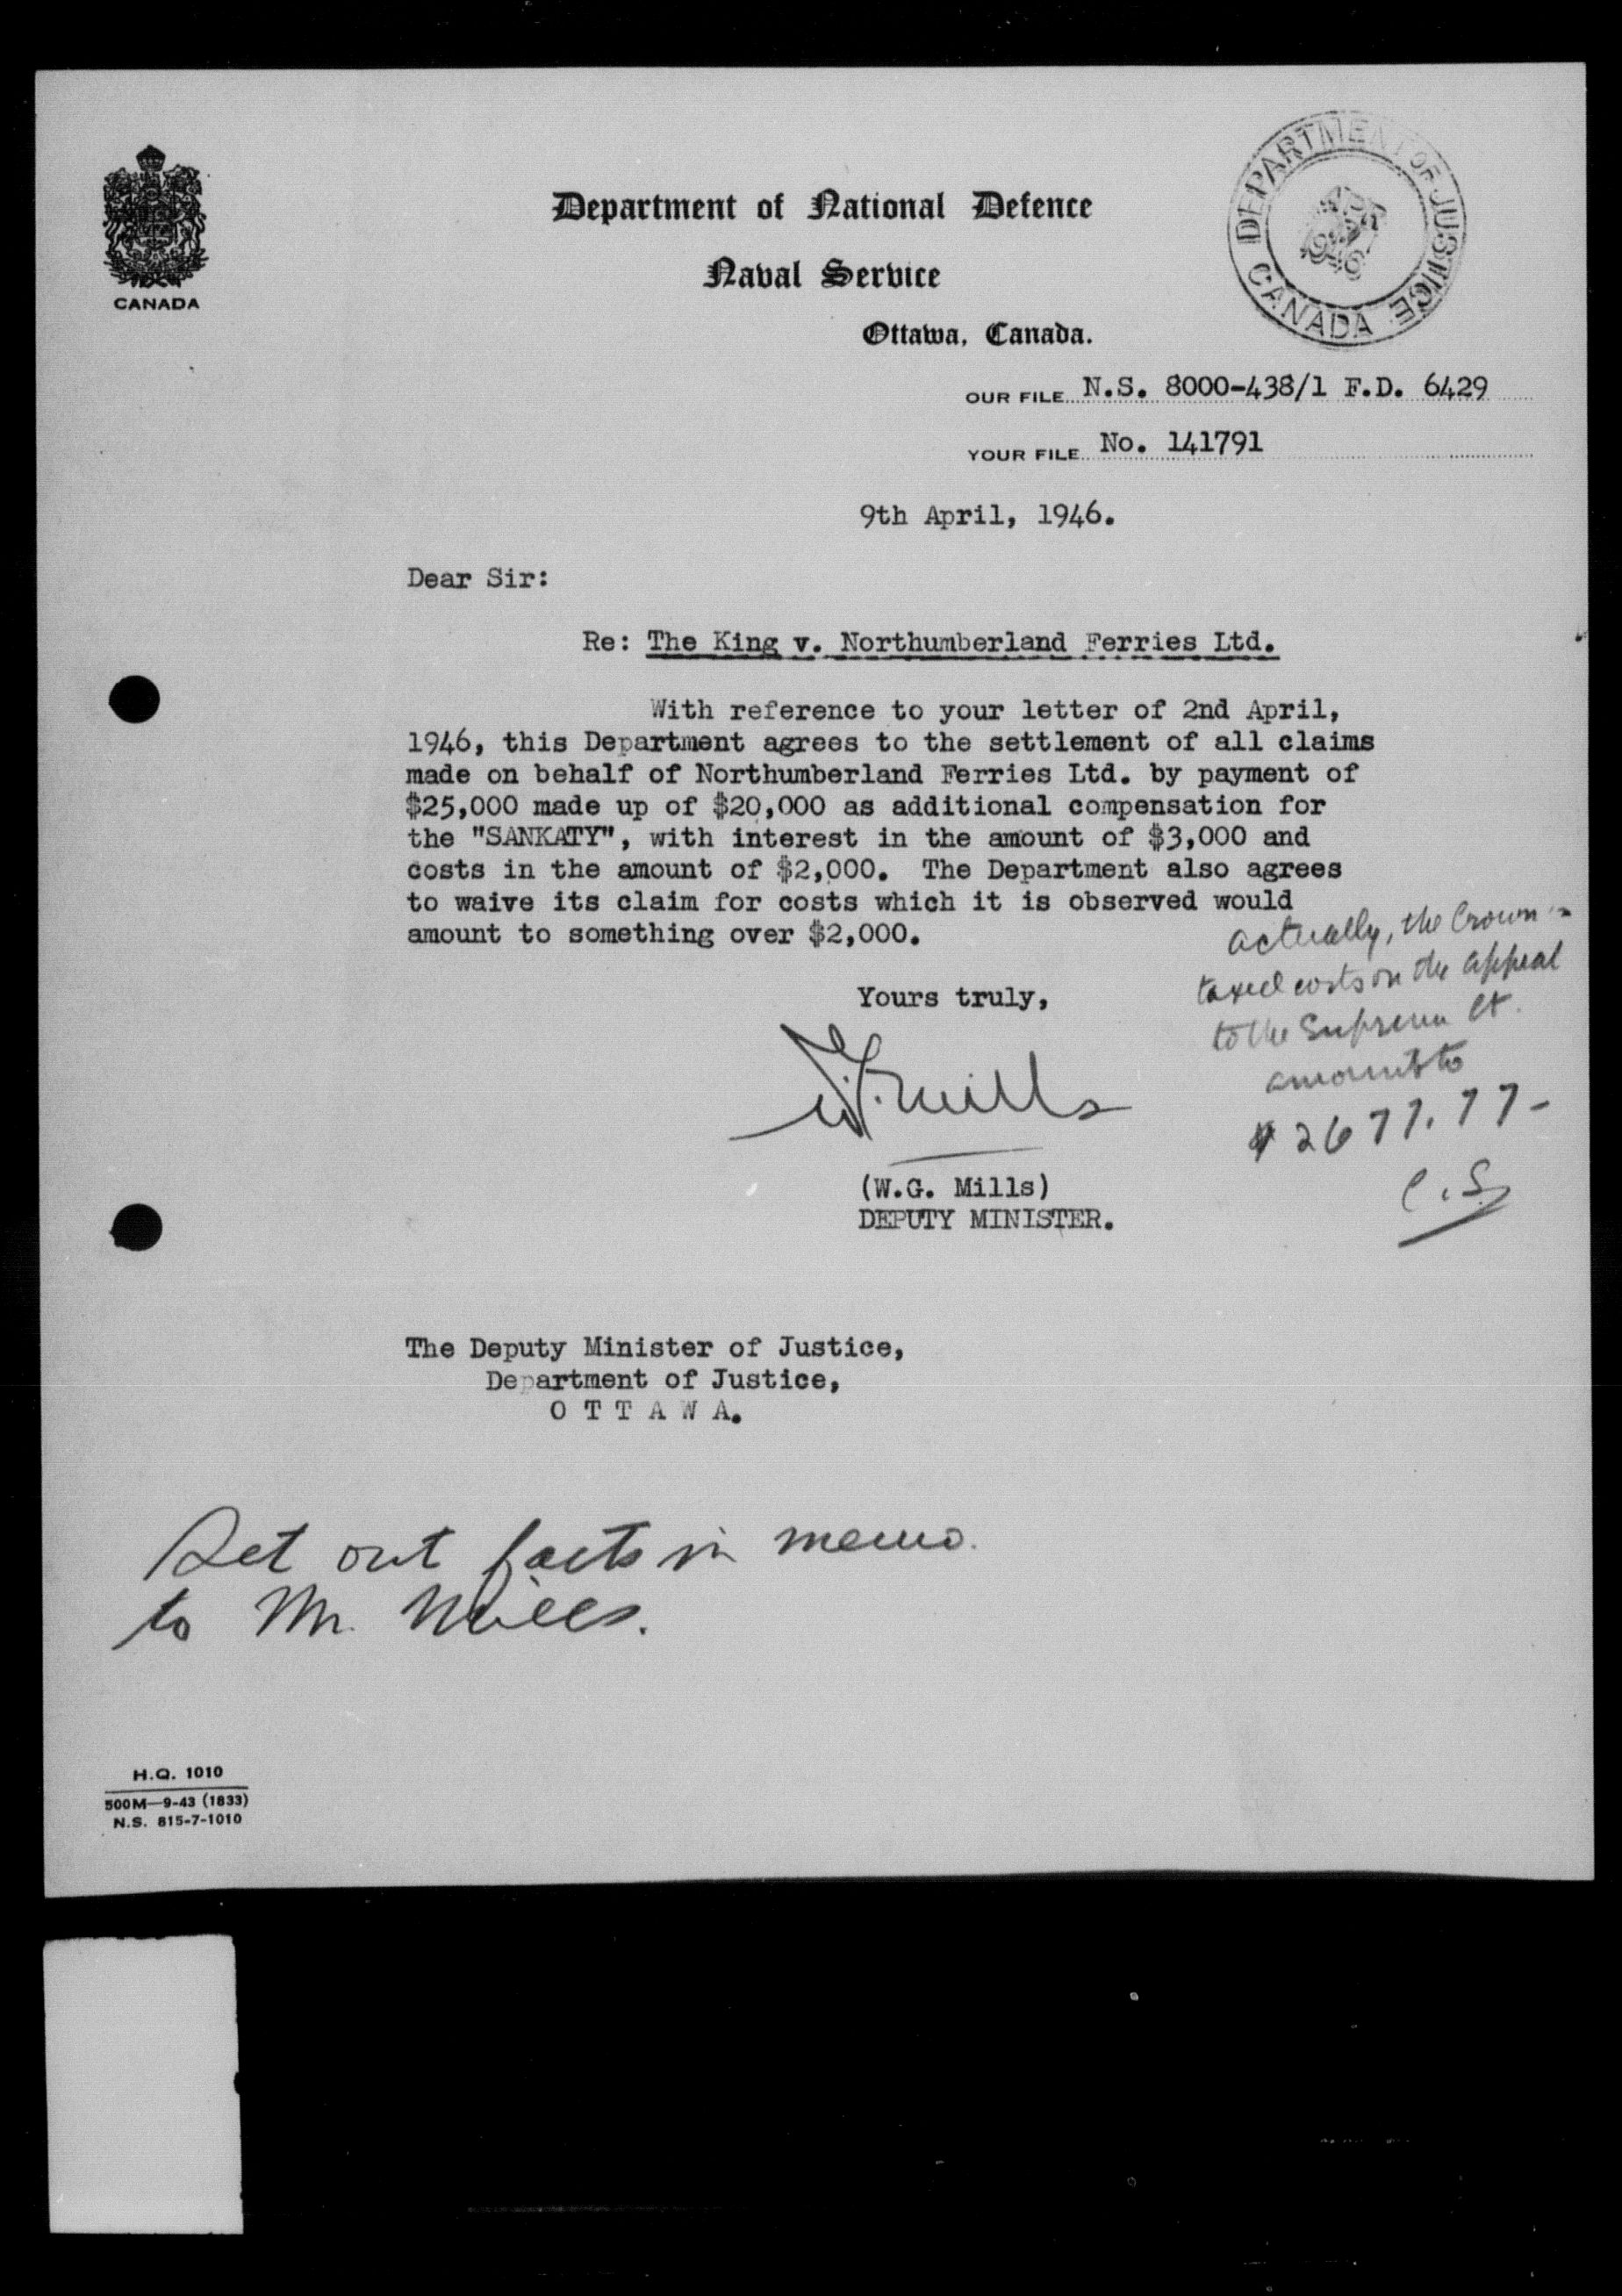 CANADA
Department of National Defence
Naval Service
Ottawa, Canada.
DEPARTMENT OF JUSTICE
CANADA
1946
OUR FILE N.S. 8000-438/1 F.D. 6429
YOUR FILE No. 141791
9th April, 1946.
Dear Sir:
Re: The King v. Northumberland Ferries Ltd.
With reference to your letter of 2nd April,
1946, this Department agrees to the settlement of all claims
made on behalf of Northumberland Ferries Ltd. by payment of
$25,000 made up of $20,000 as additional compensation for
the "SANKATY", with interest in the amount of $3,000 and
costs in the amount of $2,000. The Department also agrees
to waive its claim for costs which it is observed would
amount to something over $2,000.
Actually, the Crown's
taxed costs on the appeal
to the Supreme Ct.
amounts to
$2677.77-
C.S.
Yours truly,
W.G. Mills
(W.G. Mills)
DEPUTY MINISTER.
The Deputy Minister of Justice,
Department of Justice,
O T T A W A.
Set out facts in memo.
to Mr. Mills.
H.Q. 1010
500M—9-43 (1833)
N.S. 815-7-1010